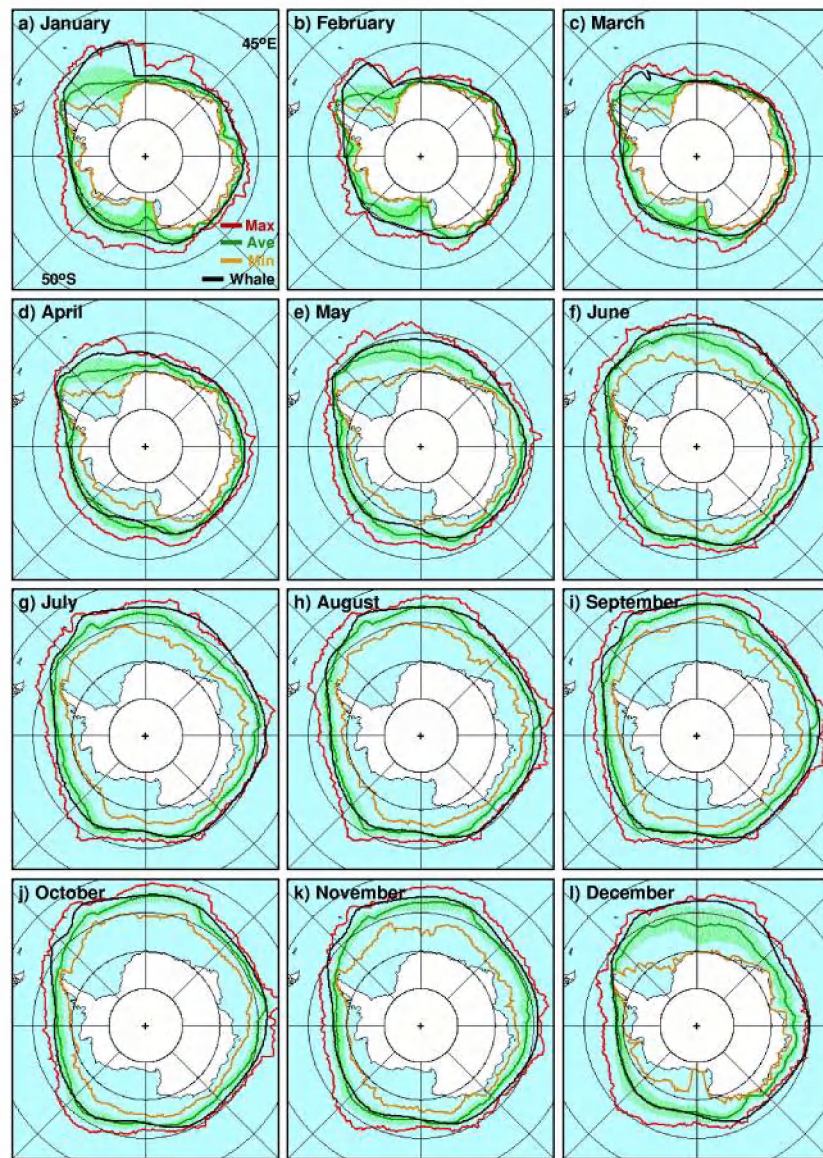 a) January
45ºE
b) February
c) March
Max
Ave
Min
50ºS
Whale
d) April
e) May
f) June
g) July
h) August
i) September
j) October
k) November
l) December